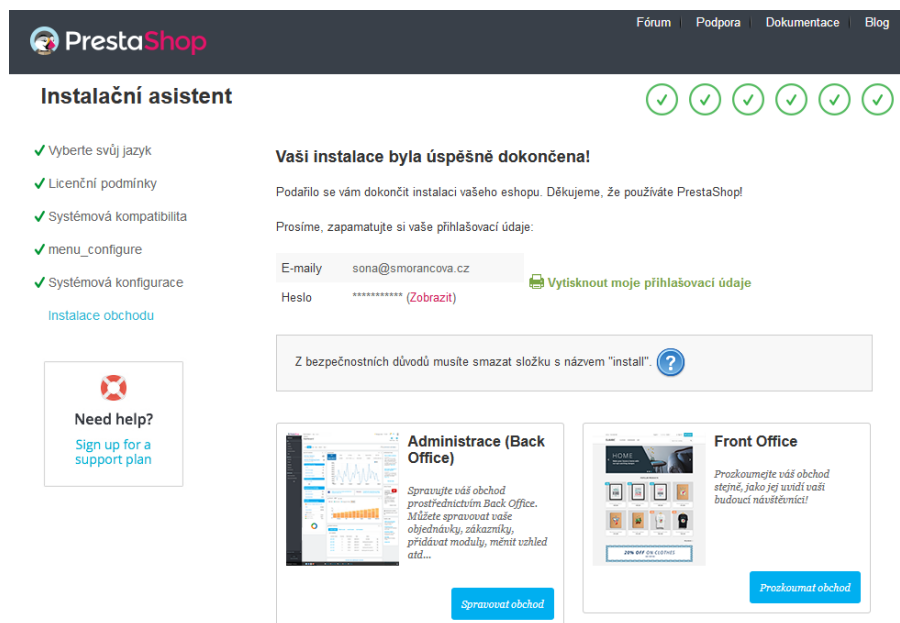 Fórum Podpora Dokumentace Blog
PrestaShop
Instalační asistent
Vyberte svůj jazyk
Licenční podmínky
Systémová kompatibilita
menu_configure
Systémová konfigurace
Instalace obchodu
Need help?
Sign up for a
support plan
Vaši instalace byla úspěšně dokončena!
Podařilo se vám dokončit instalaci vašeho eshopu. Děkujeme, že používáte PrestaShop!
Prosíme, zapamatujte si vaše přihlašovací údaje:
E-maily sona@smorancova.cz
Heslo *********** (Zobrazit)
Vytisknout moje přihlašovací údaje
Z bezpečnostních důvodů musíte smazat složku s názvem "install". ?
Administrace (Back
Office)
Spravujte váš obchod
prostřednictvím Back Office.
Můžete spravovat vaše
objednávky, zákazníky,
přidávat moduly, měnit vzhled
atd...
Spravovat obchod
HOME
20% OFF ON CLOTHES
Front Office
Prozkoumejte váš obchod
stejně, jako jej uvidí vaši
budoucí návštěvníci!
Prozkoumat obchod